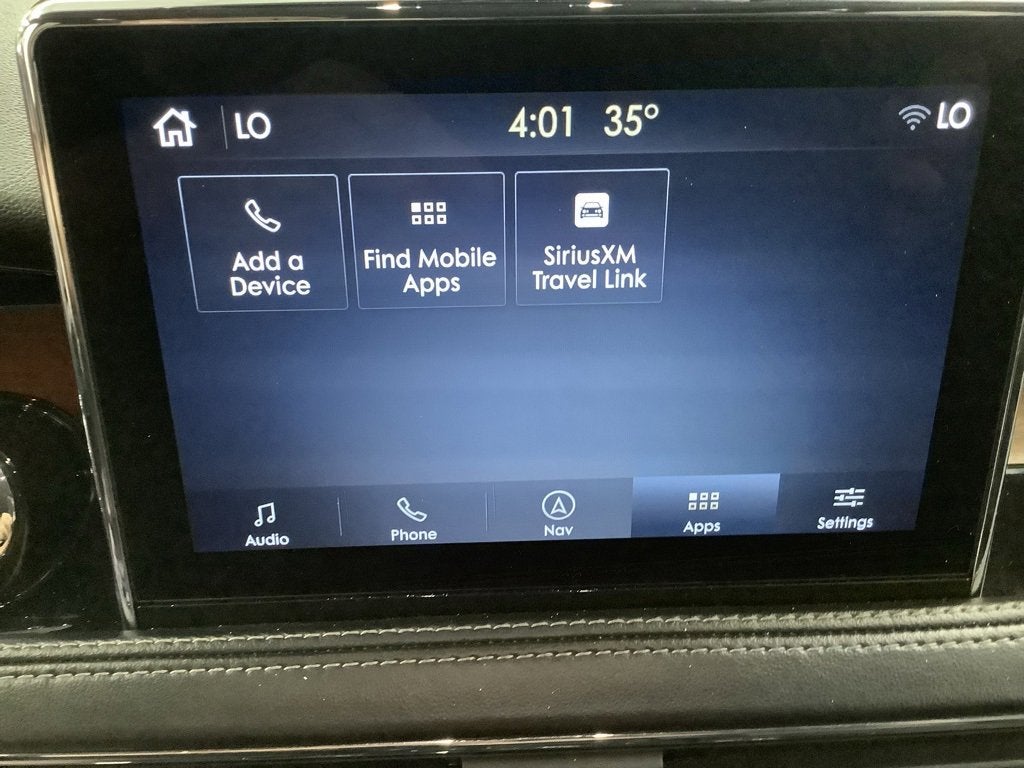 LO 4:01 35° LO
Add a
Device
Find Mobile
Apps
SiriusXM
Travel Link
Audio Phone Nav Apps Settings